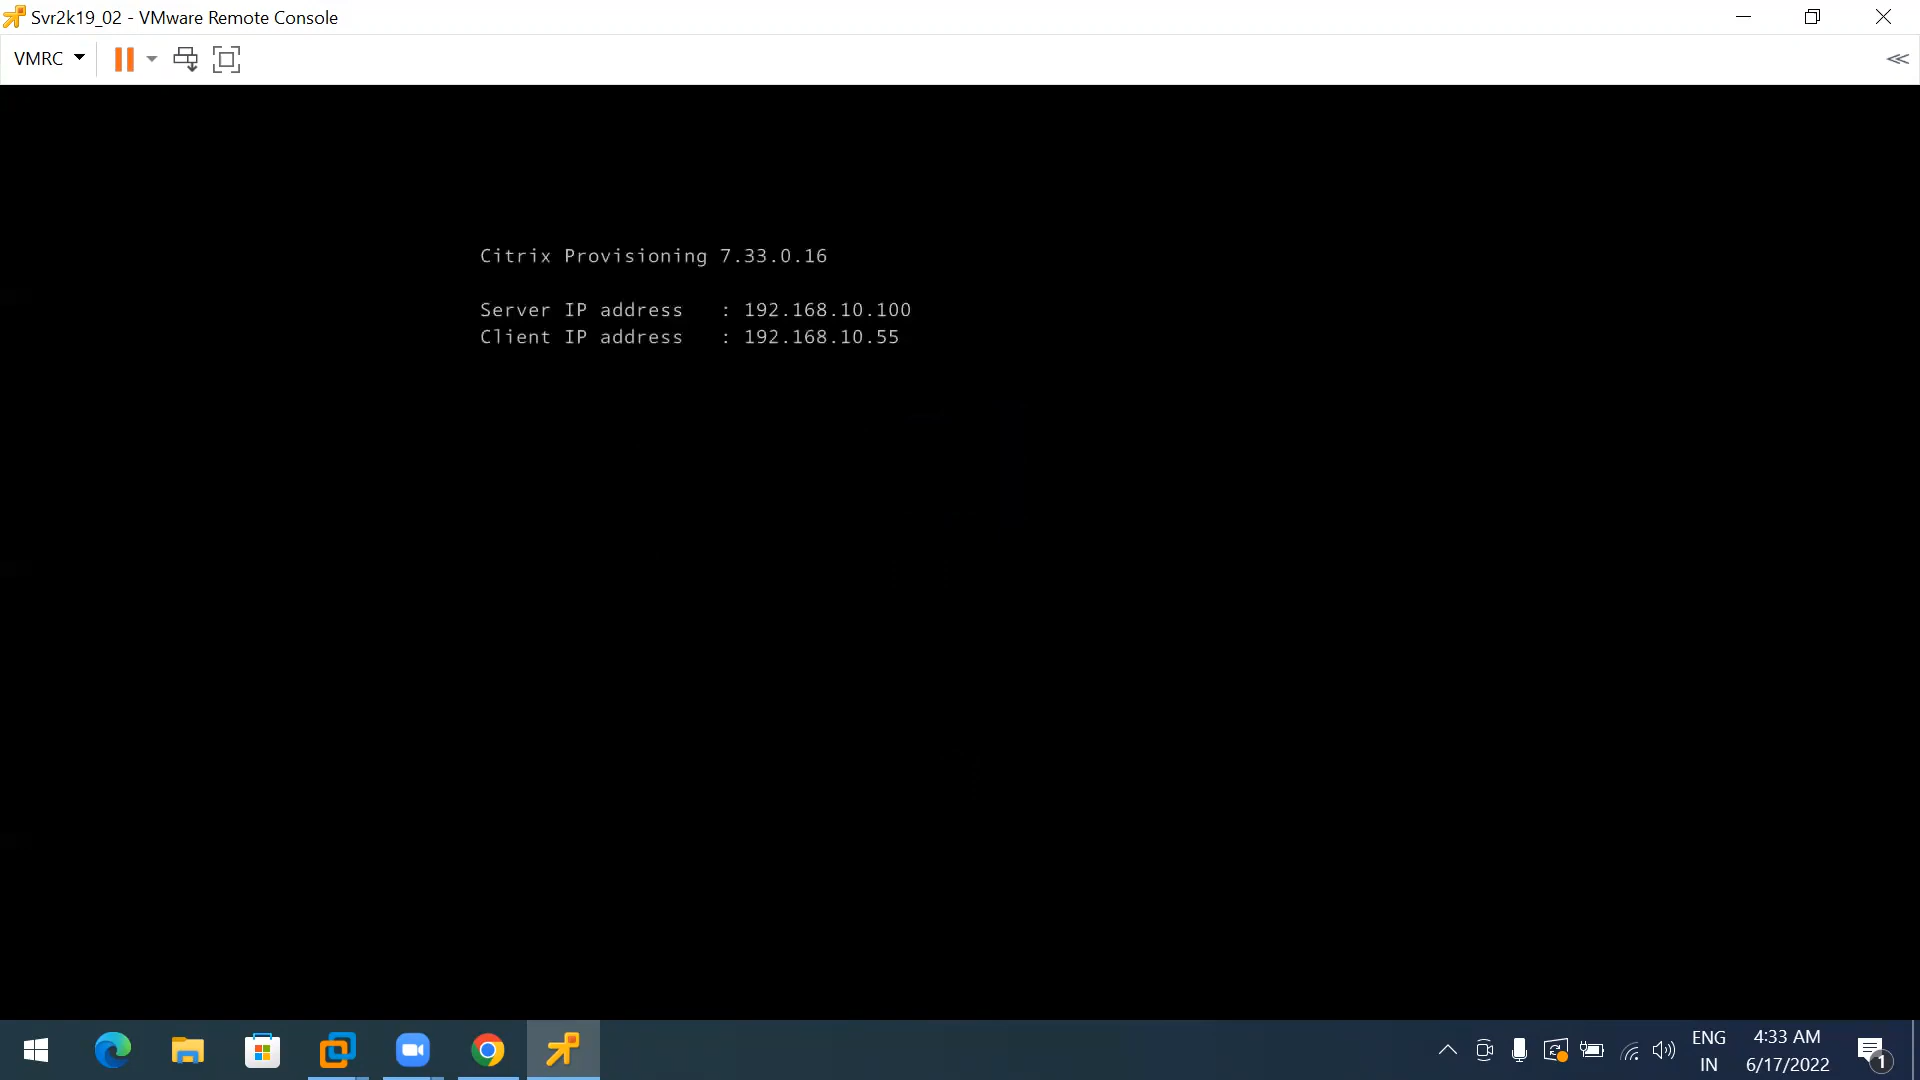 Svr2k19_02 - VMware Remote Console
VMRC
Citrix Provisioning 7.33.0.16
Server IP address : 192.168.10.100
Client IP address : 192.168.10.55
ENG
IN
4:33 AM
6/17/2022
1